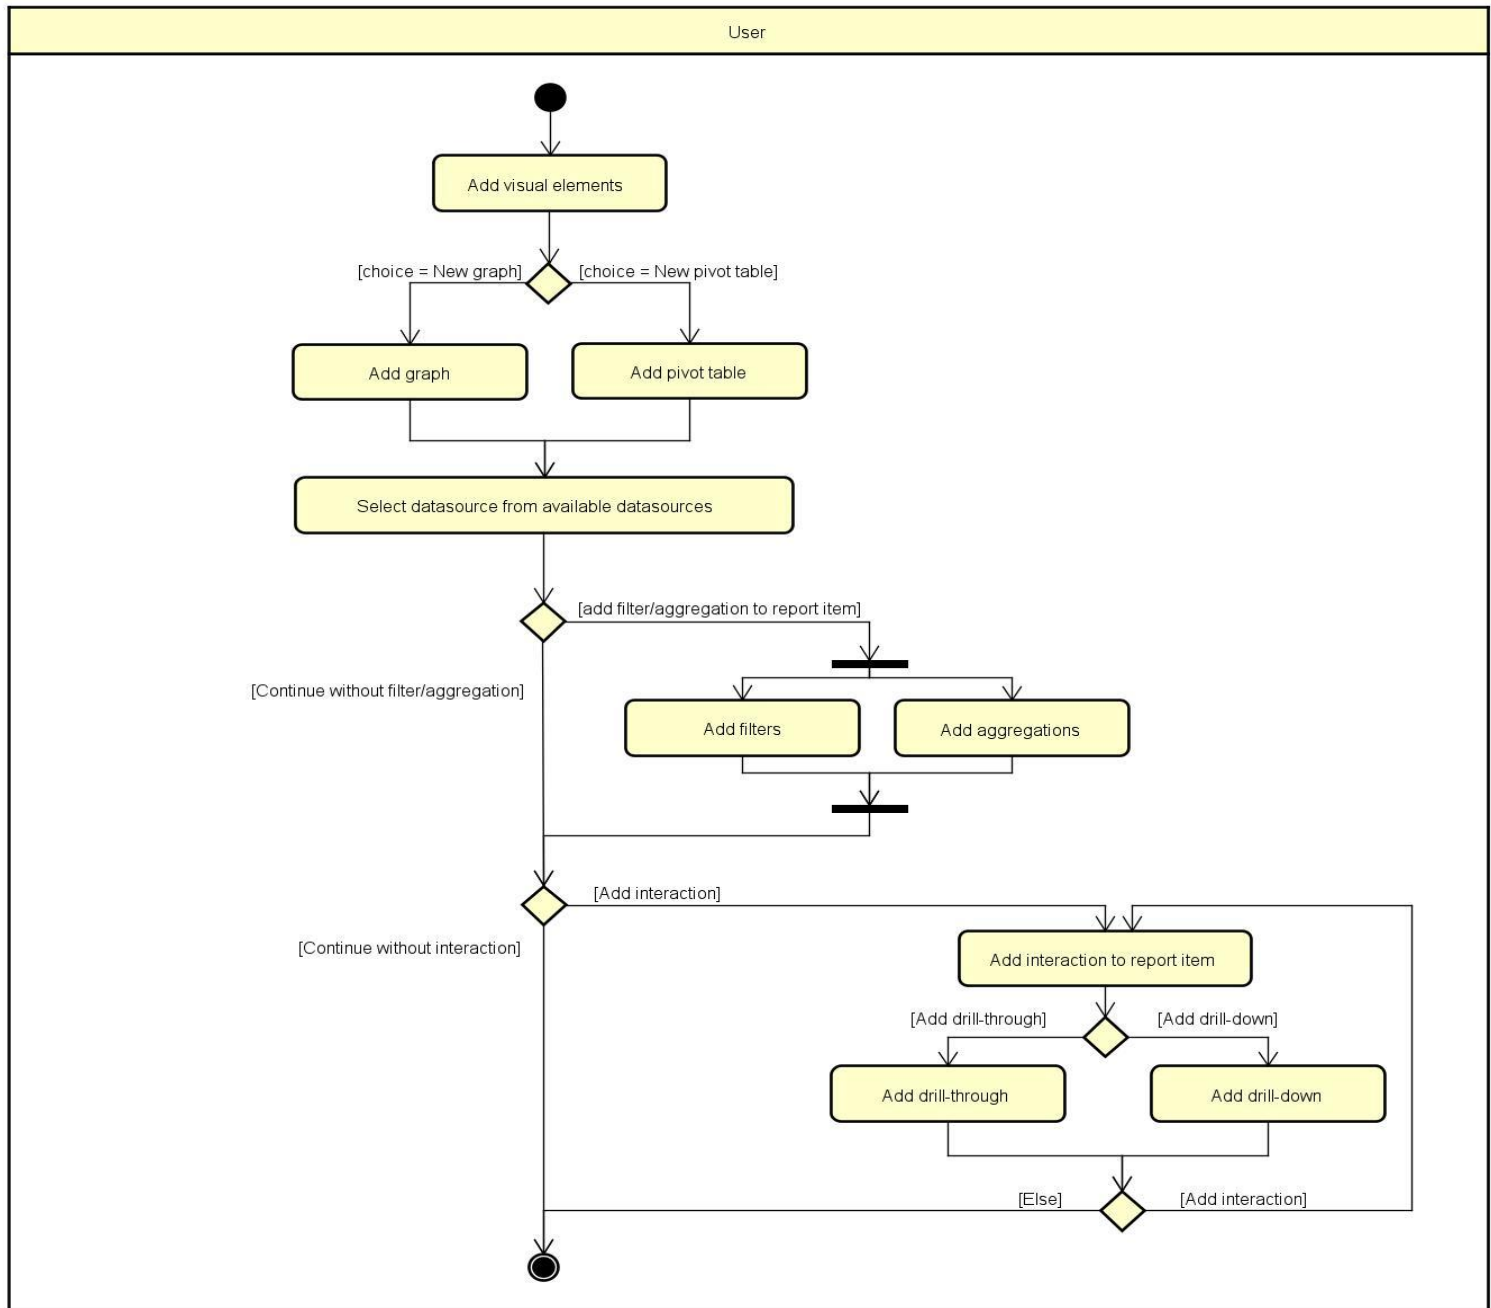 User
Add visual elements
[choice = New graph]
[choice = New pivot table]
Add graph
Add pivot table
Select datasource from available datasources
[add filter/aggregation to report item]
[Continue without filter/aggregation]
Add filters
Add aggregations
[Add interaction]
[Continue without interaction]
Add interaction to report item
[Add drill-through]
[Add drill-down]
Add drill-through
Add drill-down
[Else]
[Add interaction]